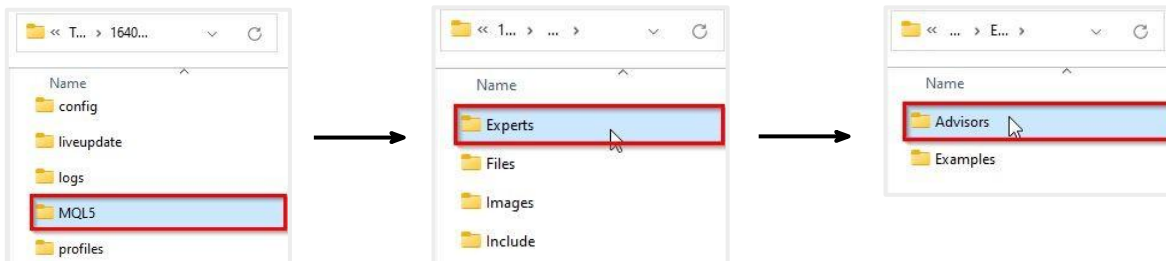 « T... › 1640...
Name
config
liveupdate
logs
MQL5
profiles
« 1... › ... ›
Name
Experts
Files
Images
Include
« ... › E... ›
Name
Advisors
Examples